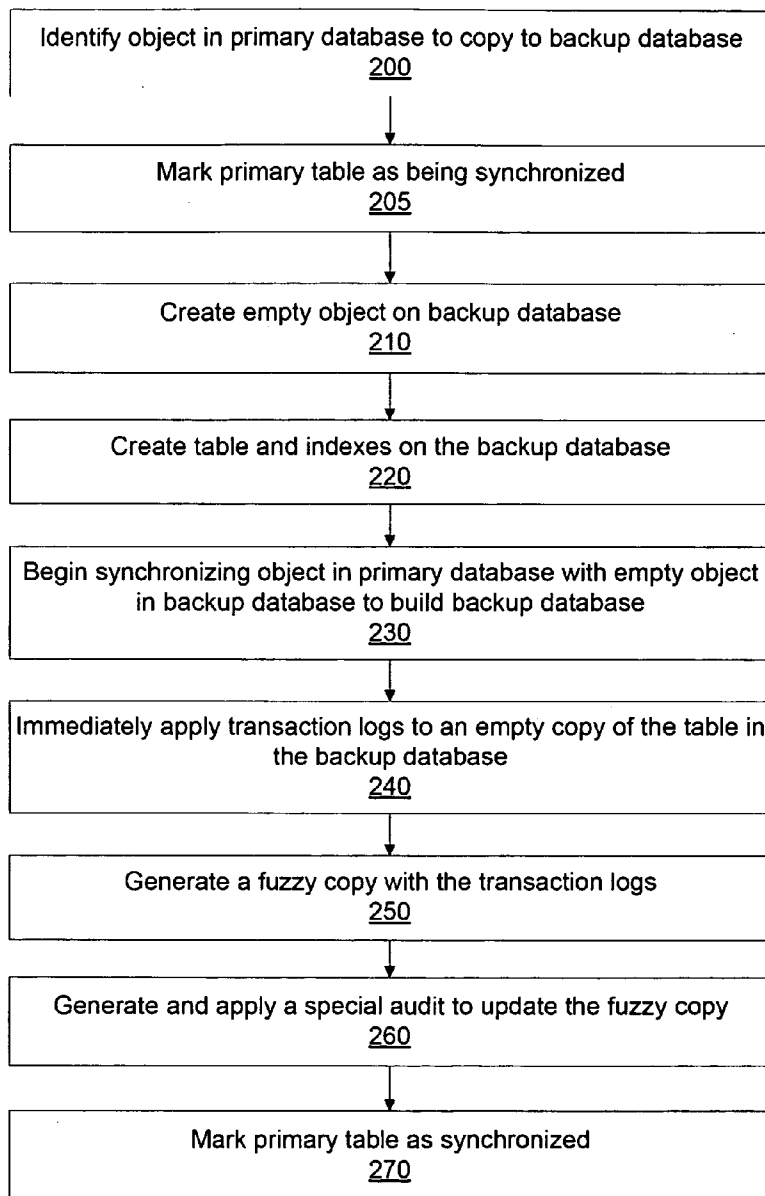 Identify object in primary database to copy to backup database
200
Mark primary table as being synchronized
205
Create empty object on backup database
210
Create table and indexes on the backup database
220
Begin synchronizing object in primary database with empty object
in backup database to build backup database
230
Immediately apply transaction logs to an empty copy of the table in
the backup database
240
Generate a fuzzy copy with the transaction logs
250
Generate and apply a special audit to update the fuzzy copy
260
Mark primary table as synchronized
270